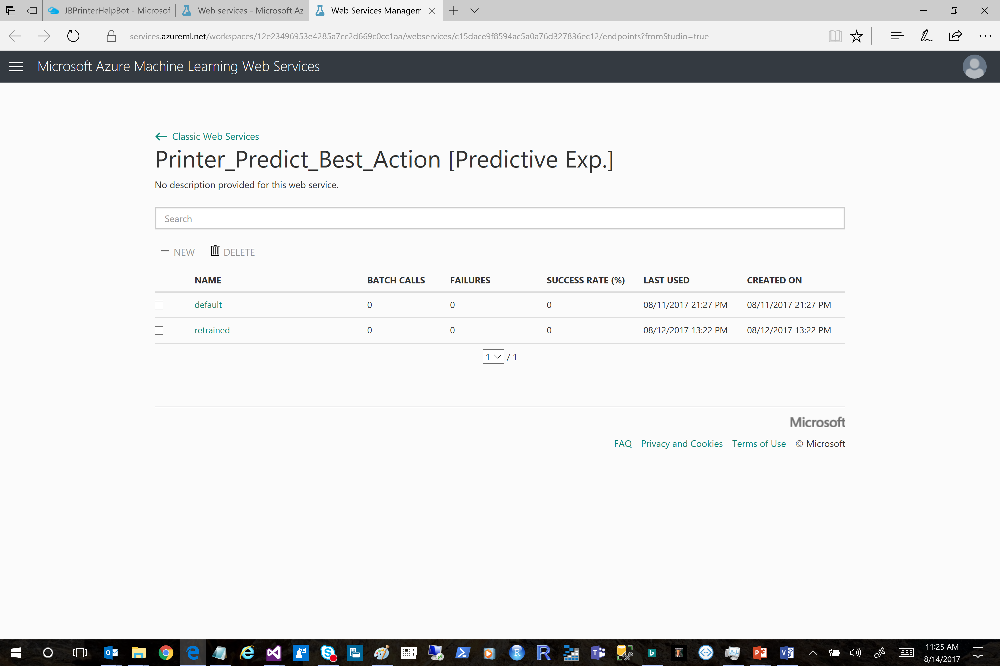 JBPrinterHelpBot - Microsof
Web services - Microsoft Az
Web Services Managem
services.azureml.net/workspaces/12e23496953e4285a7cc2d669c0cc1aa/webservices/c15dace9f8594ac5a0a76d327836ec12/endpoints?fromStudio=true
Microsoft Azure Machine Learning Web Services
Classic Web Services
Printer_Predict_Best_Action [Predictive Exp.]
No description provided for this web service.
Search
NEW DELETE
NAME BATCH CALLS FAILURES SUCCESS RATE (%) LAST USED CREATED ON
default 0 0 0 08/11/2017 21:27 PM 08/11/2017 21:27 PM
retrained 0 0 0 08/12/2017 13:22 PM 08/12/2017 13:22 PM
1 / 1
Microsoft
FAQ Privacy and Cookies Terms of Use © Microsoft
11:25 AM
8/14/2017